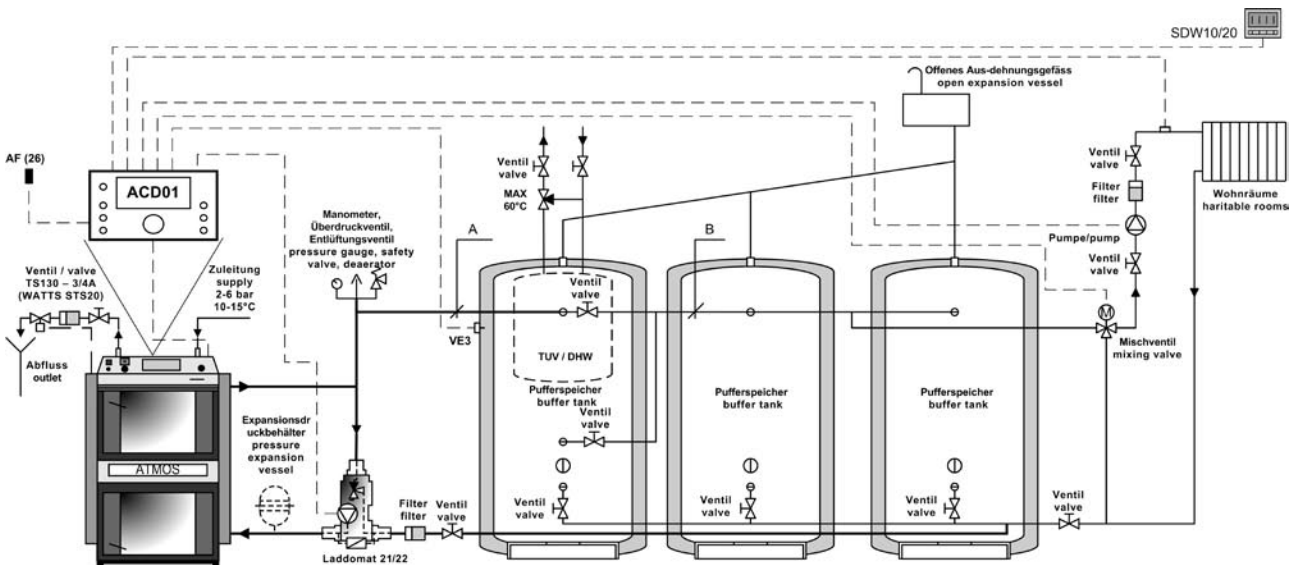 SDW10/20
Offenes Aus-dehnungsgefäss
open expansion vessel
AF (26)
ACD01
Ventil
valve
MAX
60°C
Ventil
valve
Filter
filter
Wohnräume
haritable rooms
Pumpe/pump
Ventil
valve
Manometer,
Überdruckventil,
Entlüftungsventil
pressure gauge, safety
valve, deaerator
A
B
Ventil / valve
TS130 – 3/4A
(WATTS STS20)
Zuleitung
supply
2-6 bar
10-15°C
Ventil
valve
M
Mischventil
mixing valve
VE3
TUV / DHW
Abfluss
outlet
Pufferspeicher
buffer tank
Pufferspeicher
buffer tank
Pufferspeicher
buffer tank
Ventil
valve
Expansionsdr
uckbehälter
pressure
expansion
vessel
ATMOS
Filter
filter
Ventil
valve
Ventil
valve
Ventil
valve
Ventil
valve
Ventil
valve
Laddomat 21/22